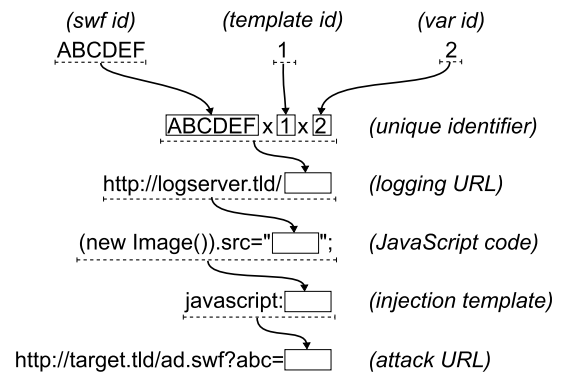 (swf id) (template id) (var id)
ABCDEF 1 2
ABCDEF x 1 x 2 (unique identifier)
http://logserver.tld/ (logging URL)
(new Image()).src=" "; (JavaScript code)
javascript: (injection template)
http://target.tld/ad.swf?abc= (attack URL)